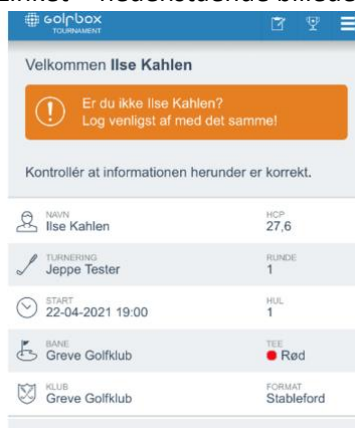 GolfBox
TOURNAMENT
Velkommen Ilse Kahlen
Er du ikke Ilse Kahlen?
Log venligst af med det samme!
Kontrollér at informationen herunder er korrekt.
NAVN
Ilse Kahlen
HCP
27,6
TURNERING
Jeppe Tester
RUNDE
1
START
22-04-2021 19:00
HUL
1
BANE
Greve Golfklub
TEE
Rød
KLUB
Greve Golfklub
FORMAT
Stableford